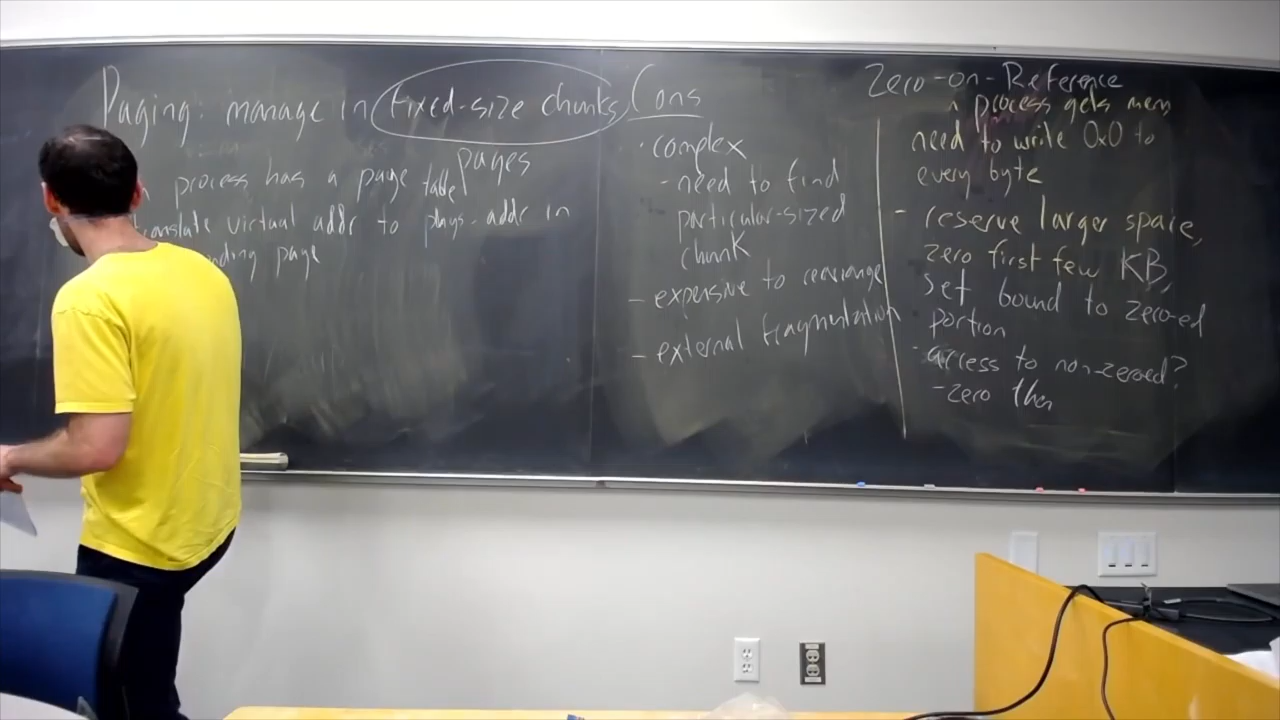 Paging: manage in fixed-size chunks
pages
process has a page table
translate virtual addr to phys. addr in
page
Cons
· complex
- need to find
particular-sized
chunk
- expensive to rearrange
- external fragmentation
Zero-on-Reference
process gets mem
need to write 0x0 to
every byte
- reserve larger space,
zero first few KB,
set bound to zero-ed
portion
· access to non-zeroed?
- zero then